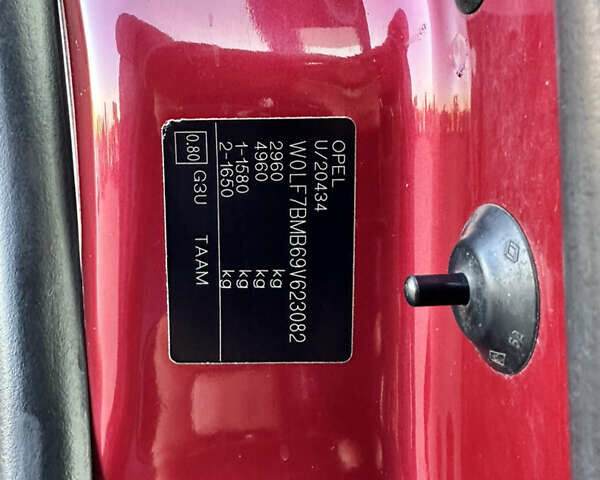 OPEL
U/20434
W0LF7BMB69V623082
2960 kg
4960 kg
1-1580 kg
2-1650 kg
0.80 G3U TAAM